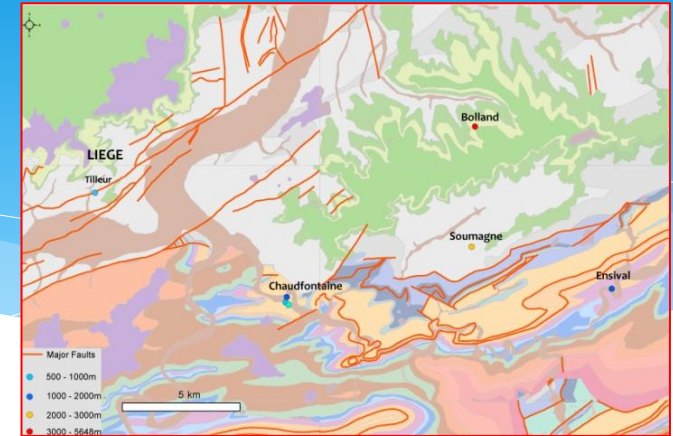 Bolland
LIEGE
Tilleur
Soumagne
Ensival
Chaudfontaine
Major Faults
500 - 1000m
1000 - 2000m
2000 - 3000m
3000 - 5648m
5 km